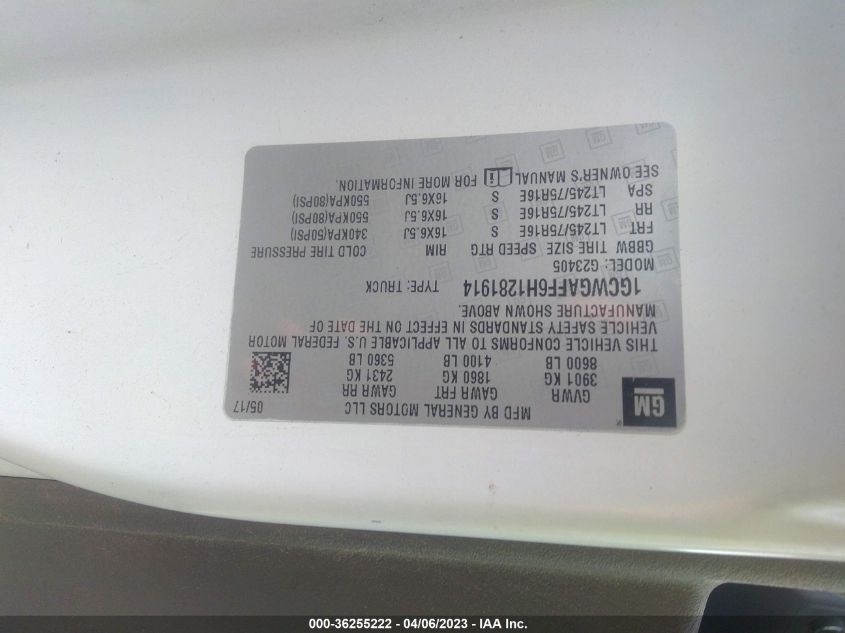 MFD BY GENERAL MOTORS LLC 05/17
GM
GVWR GAWR FRT GAWR RR
3901 KG 1860 KG 2431 KG
8600 LB 4100 LB 5360 LB
THIS VEHICLE CONFORMS TO ALL APPLICABLE U.S. FEDERAL MOTOR
VEHICLE SAFETY STANDARDS IN EFFECT ON THE DATE OF
MANUFACTURE SHOWN ABOVE.
1GCWGAFF6H1281914 TYPE: TRUCK
MODEL: G23405
GBBW TIRE SIZE SPEED RTG RIM COLD TIRE PRESSURE
FRT LT245/75R16E S 16X6.5J 340KPA(50PSI)
RR LT245/75R16E S 16X6.5J 550KPA(80PSI)
SPA LT245/75R16E S 16X6.5J 550KPA(80PSI)
SEE OWNER'S MANUAL FOR MORE INFORMATION.
000-36255222 - 04/06/2023 - IAA Inc.